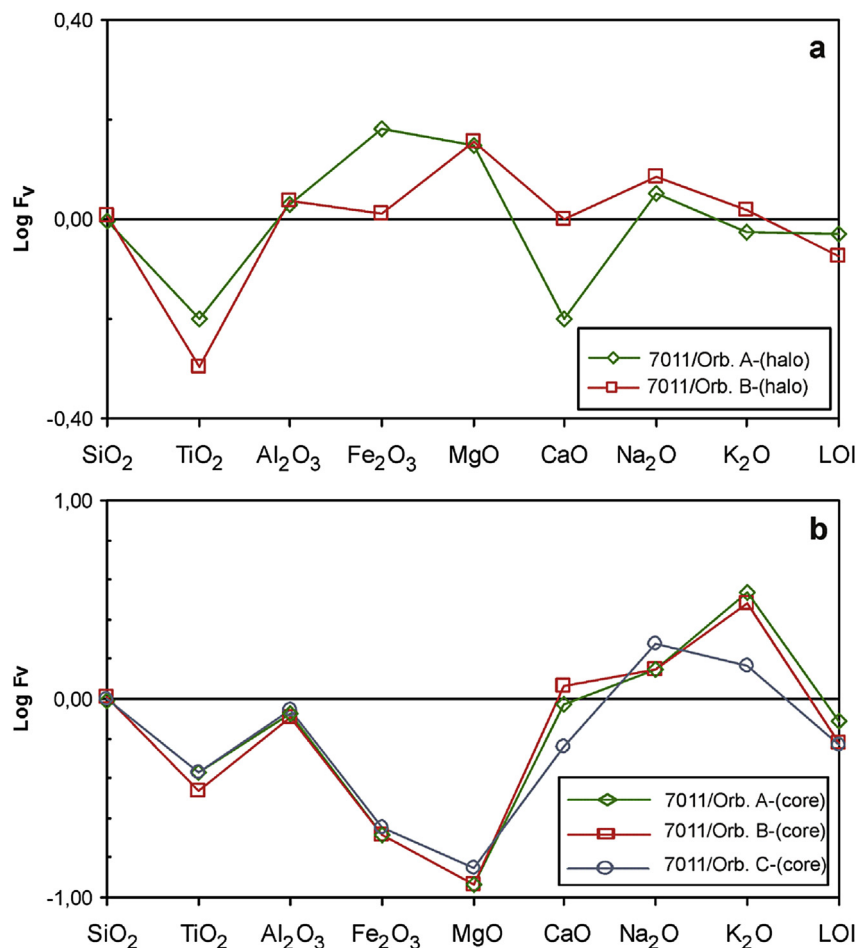 0,40
a
Log Fv
0,00
7011/Orb. A-(halo)
7011/Orb. B-(halo)
-0,40
SiO2 TiO2 Al2O3 Fe2O3 MgO CaO Na2O K2O LOI
1,00
b
Log Fv
0,00
7011/Orb. A-(core)
7011/Orb. B-(core)
7011/Orb. C-(core)
-1,00
SiO2 TiO2 Al2O3 Fe2O3 MgO CaO Na2O K2O LOI